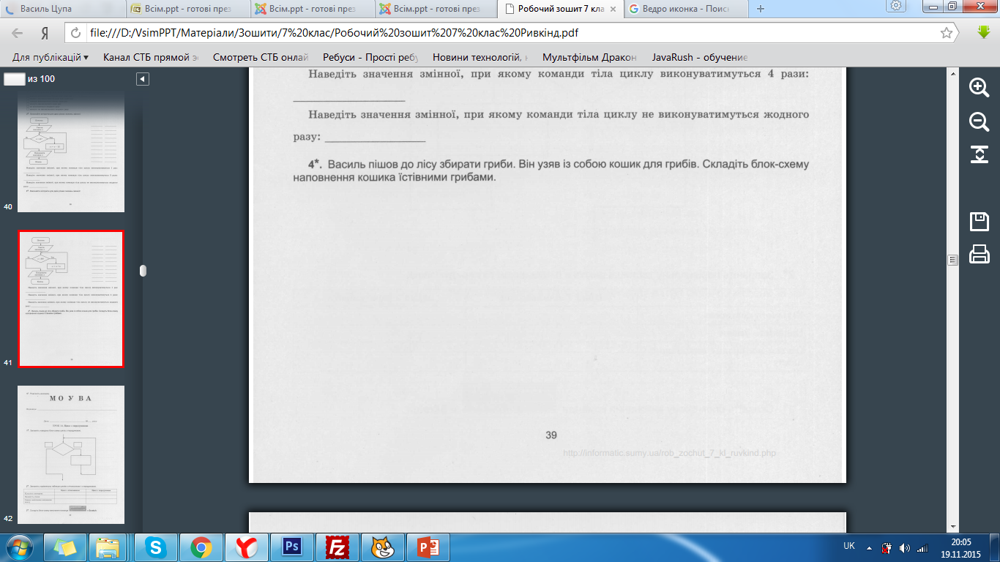 Василь Цупа
Всім.ppt - готові през
Всім.ppt - готові през
Всім.ppt - готові през
Робочий зошит 7 кла
Ведро иконка - Поис
file:///D:/VsimPPT/Матеріали/Зошити/7%20клас/Робочий%20зошит%207%20клас%20Ривкінд.pdf
Для публікацій
Канал СТБ прямой э
Смотреть СТБ онлай
Ребуси - Прості ребу
Новини технологій, н
Мультфільм Дракон
JavaRush - обучение
из 100
40
41
МОУВА
42
Наведіть значення змінної, при якому команди тіла циклу виконуватимуться 4 рази:
Наведіть значення змінної, при якому команди тіла циклу не виконуватимуться жодного
разу:
4*. Василь пішов до лісу збирати гриби. Він узяв із собою кошик для грибів. Складіть блок-схему
наповнення кошика їстівними грибами.
39
http://informatic.sumy.ua/rob_zochut_7_kl_ruvkind.php
UK
20:05
19.11.2015